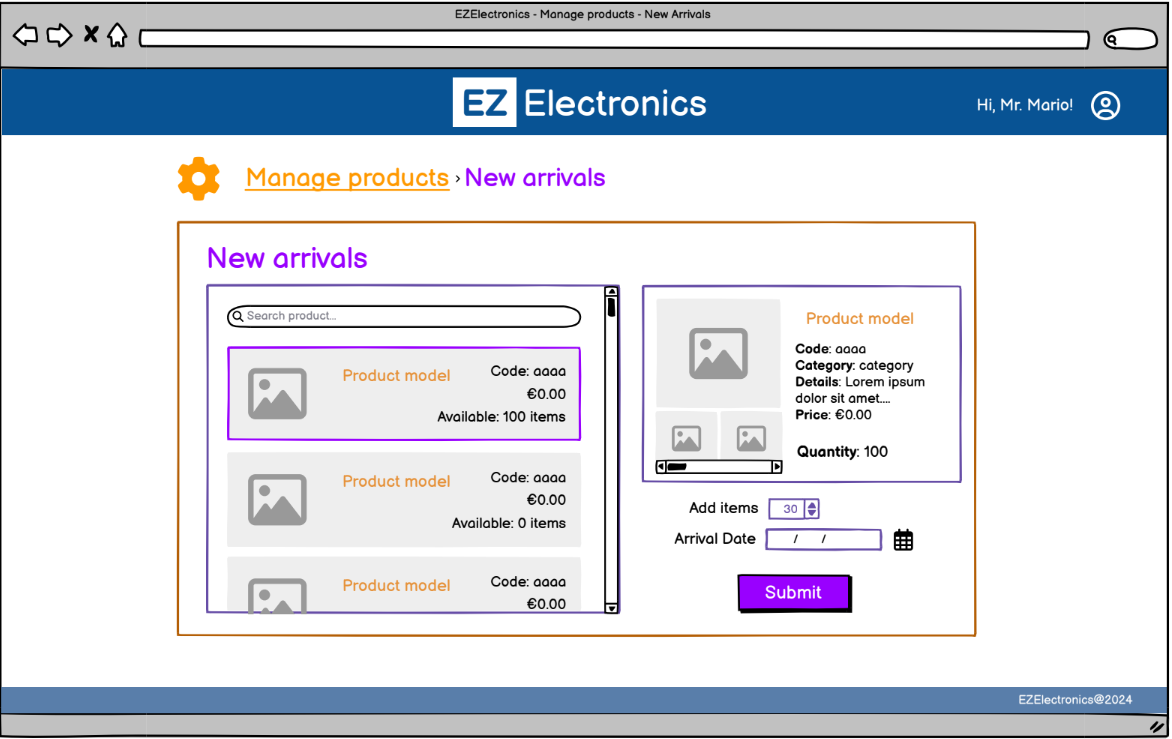 EZElectronics - Manage products - New Arrivals
EZ Electronics
Hi, Mr. Mario!
Manage products › New arrivals
New arrivals
Search product...
Product model
Code: aaaa
€0.00
Available: 100 items
Product model
Code: aaaa
€0.00
Available: 0 items
Product model
Code: aaaa
€0.00
Product model
Code: aaaa
Category: category
Details: Lorem ipsum
dolor sit amet....
Price: €0.00
Quantity: 100
Add items 30
Arrival Date / /
Submit
EZElectronics@2024